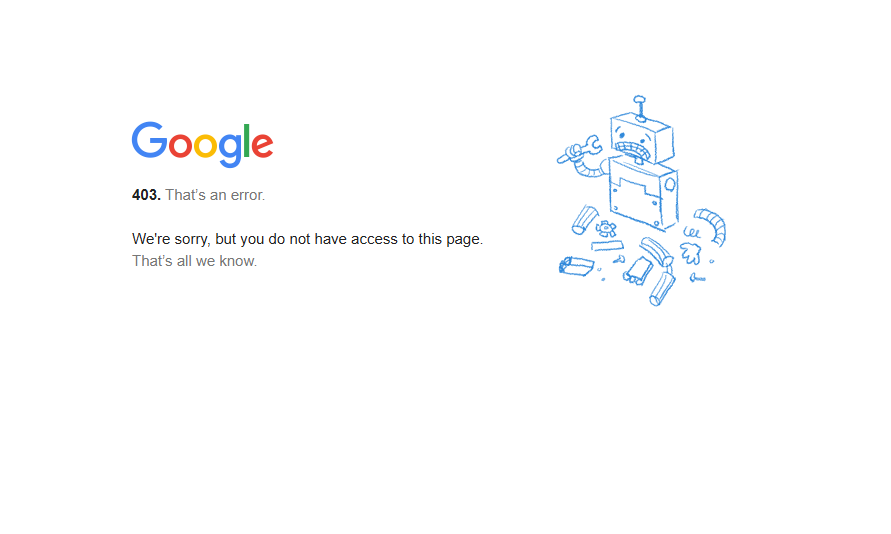 Google
403. That's an error.
We're sorry, but you do not have access to this page.
That's all we know.